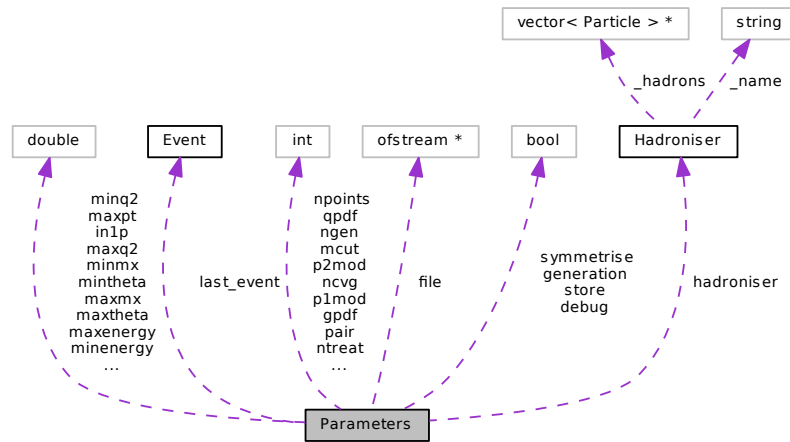 vector< Particle > *
string
_hadrons
_name
double
Event
int
ofstream *
bool
Hadroniser
minq2
maxpt
in1p
maxq2
minmx
mintheta
maxmx
maxtheta
maxenergy
minenergy
...
last_event
npoints
qpdf
ngen
mcut
p2mod
ncvg
p1mod
gpdf
pair
ntreat
...
file
symmetrise
generation
store
debug
hadroniser
Parameters